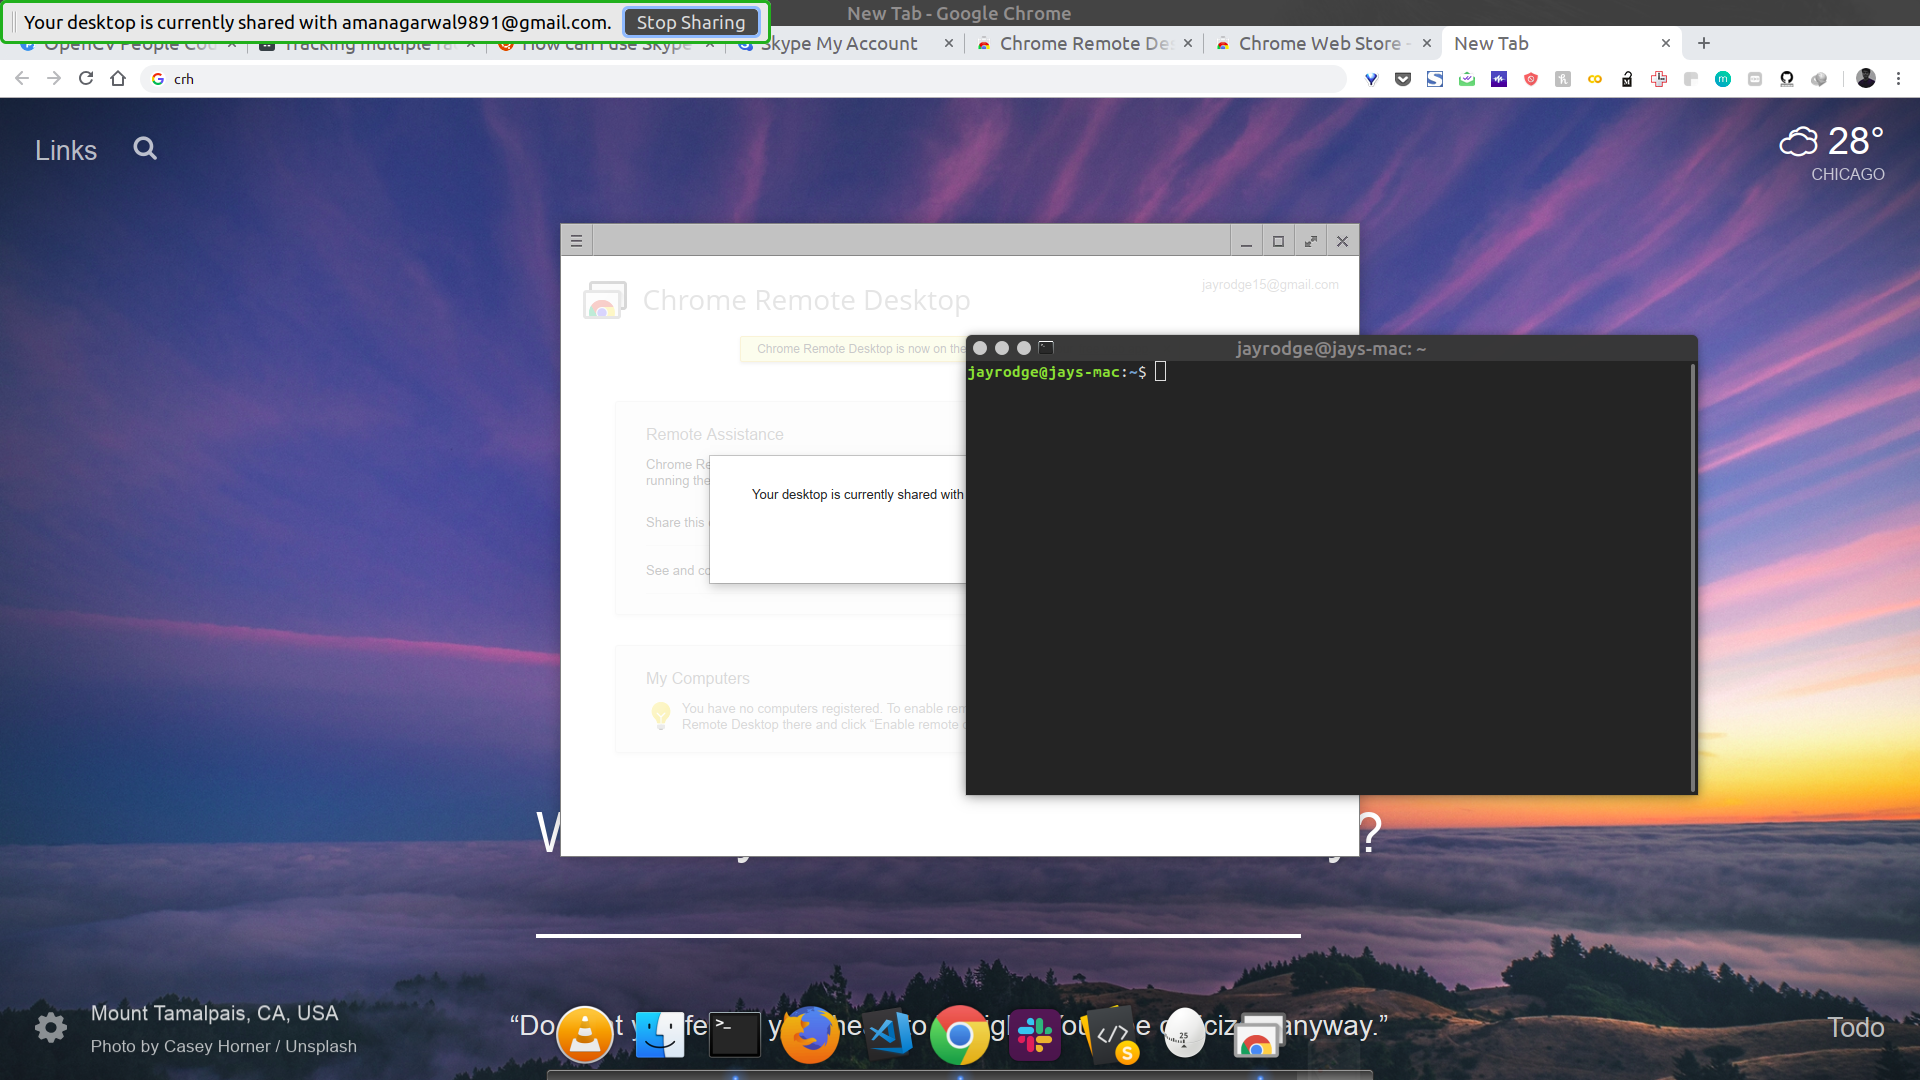 Your desktop is currently shared with amanagarwal9891@gmail.com. Stop Sharing
New Tab - Google Chrome
OpenCV People Cou
Tracking multiple fac
How can I use Skype
Skype My Account
Chrome Remote Des
Chrome Web Store -
New Tab
crh
Links
28°
CHICAGO
Chrome Remote Desktop
jayrodge15@gmail.com
Chrome Remote Desktop is now on the
jayrodge@jays-mac: ~
jayrodge@jays-mac:~$
Remote Assistance
Chrome Re
running the
Your desktop is currently shared with
Share this
See and co
My Computers
You have no computers registered. To enable rem
Remote Desktop there and click “Enable remote c
?
Mount Tamalpais, CA, USA
Photo by Casey Horner / Unsplash
“Do
anyway.”
25
Todo